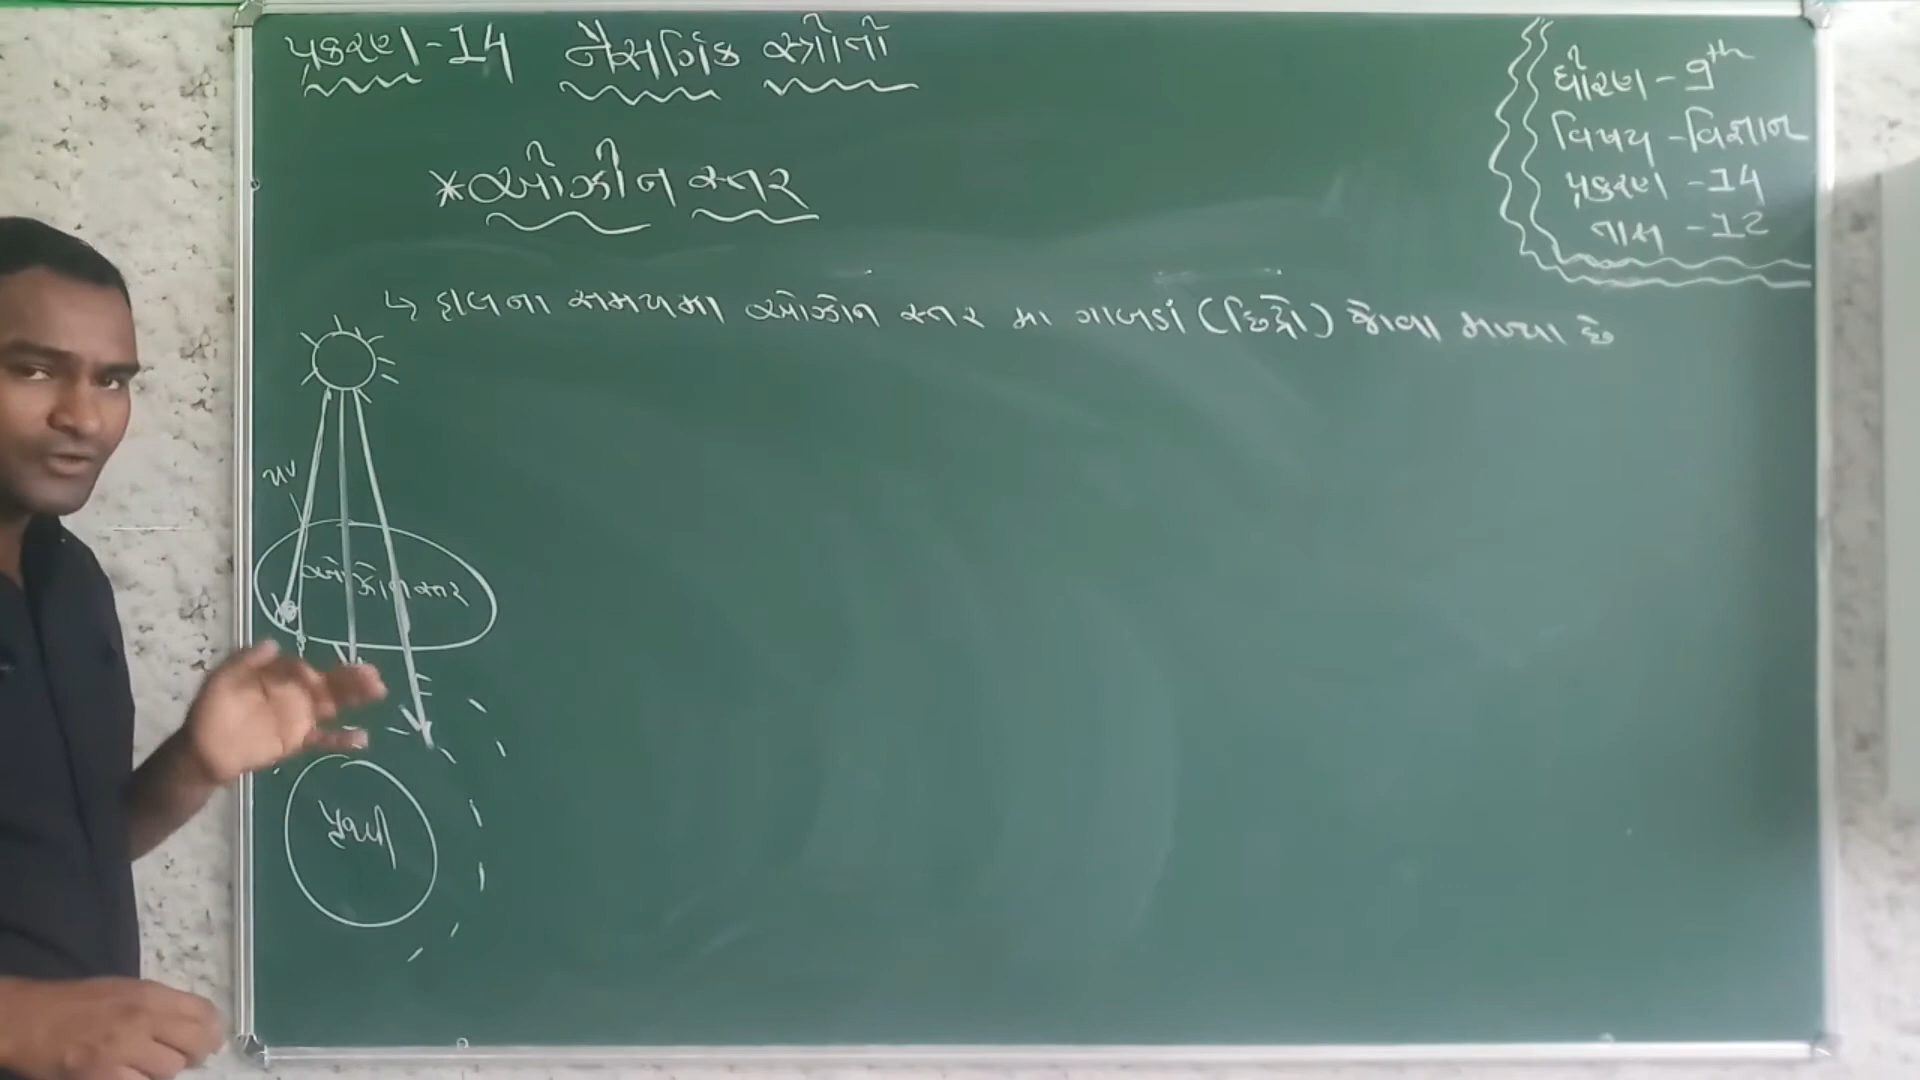 પ્રકરણ-14 નૈસર્ગિક સ્ત્રોતો
*ઓઝોન સ્તર
↳ હાલના સમયમા ઓઝોન સ્તર મા ગાબડાં (છિદ્રો) જોવા મળ્યા છે
ધોરણ - 9th
વિષય - વિજ્ઞાન
પ્રકરણ - 14
તાસ - 12
UV
ઓઝોન સ્તર
પૃથ્વી